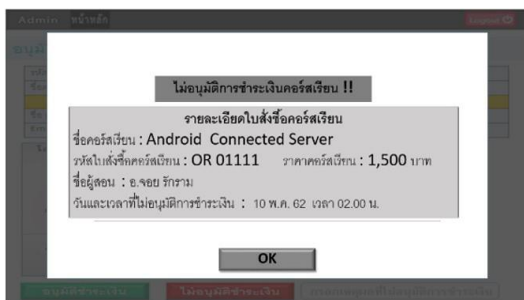 Admin หน้าหลัก Logout
ไม่อนุมัติการชำระเงินคอร์สเรียน !!
รายละเอียดใบสั่งซื้อคอร์สเรียน
ชื่อคอร์สเรียน : Android Connected Server
รหัสใบสั่งซื้อคอร์สเรียน : OR 01111 ราคาคอร์สเรียน : 1,500 บาท
ชื่อผู้สอน : อ.จอย รักราม
วันและเวลาที่ไม่อนุมัติการชำระเงิน : 10 พ.ค. 62 เวลา 02.00 น.
OK
อนุมัติชำระเงิน ไม่อนุมัติชำระเงิน